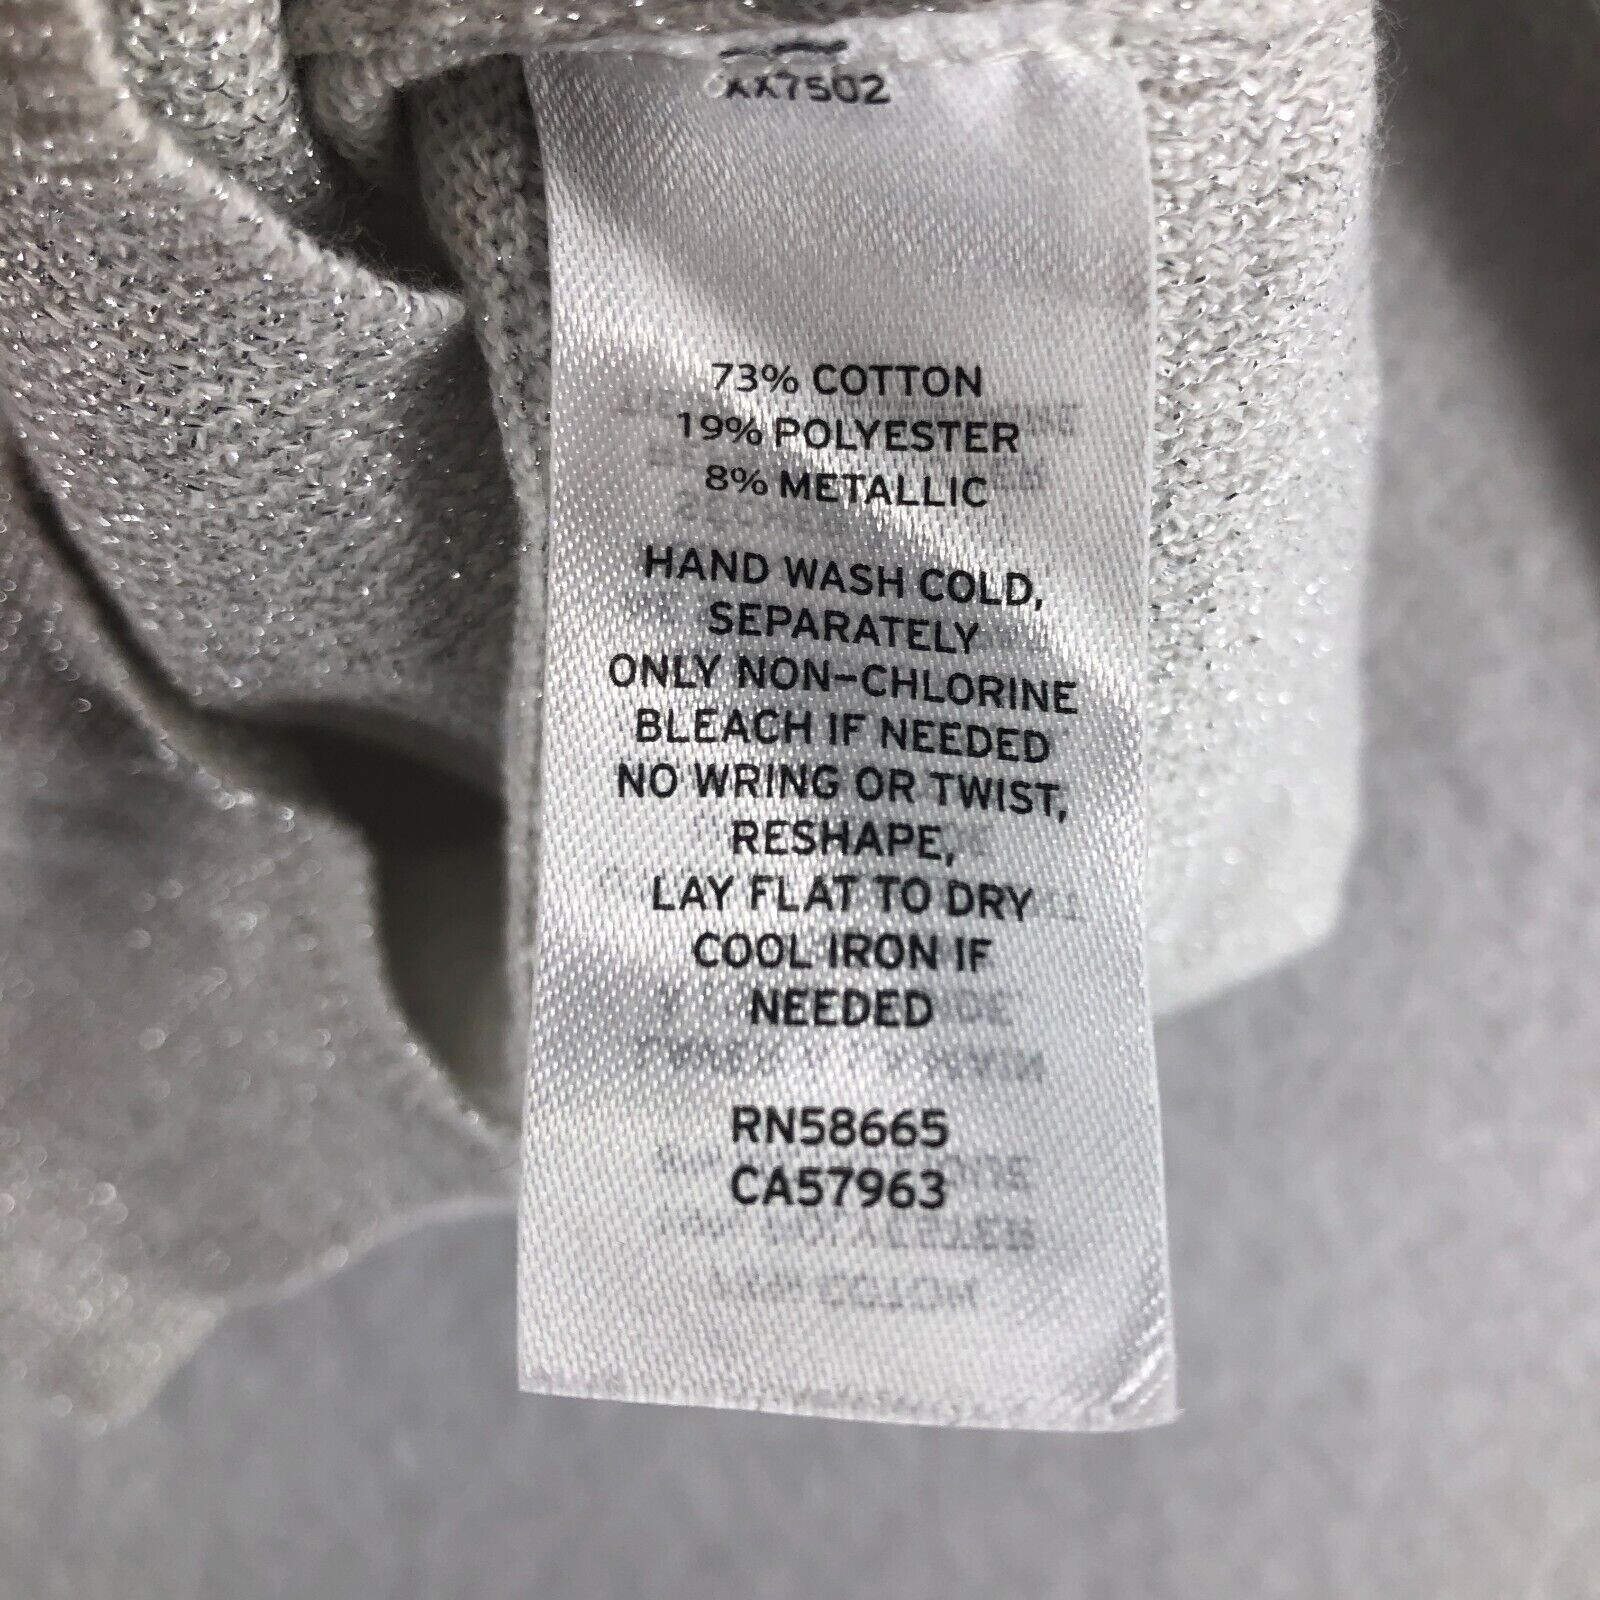 XX7502
73% COTTON
19% POLYESTER
8% METALLIC
HAND WASH COLD,
SEPARATELY
ONLY NON-CHLORINE
BLEACH IF NEEDED
NO WRING OR TWIST,
RESHAPE,
LAY FLAT TO DRY
COOL IRON IF
NEEDED
RN58665
CA57963